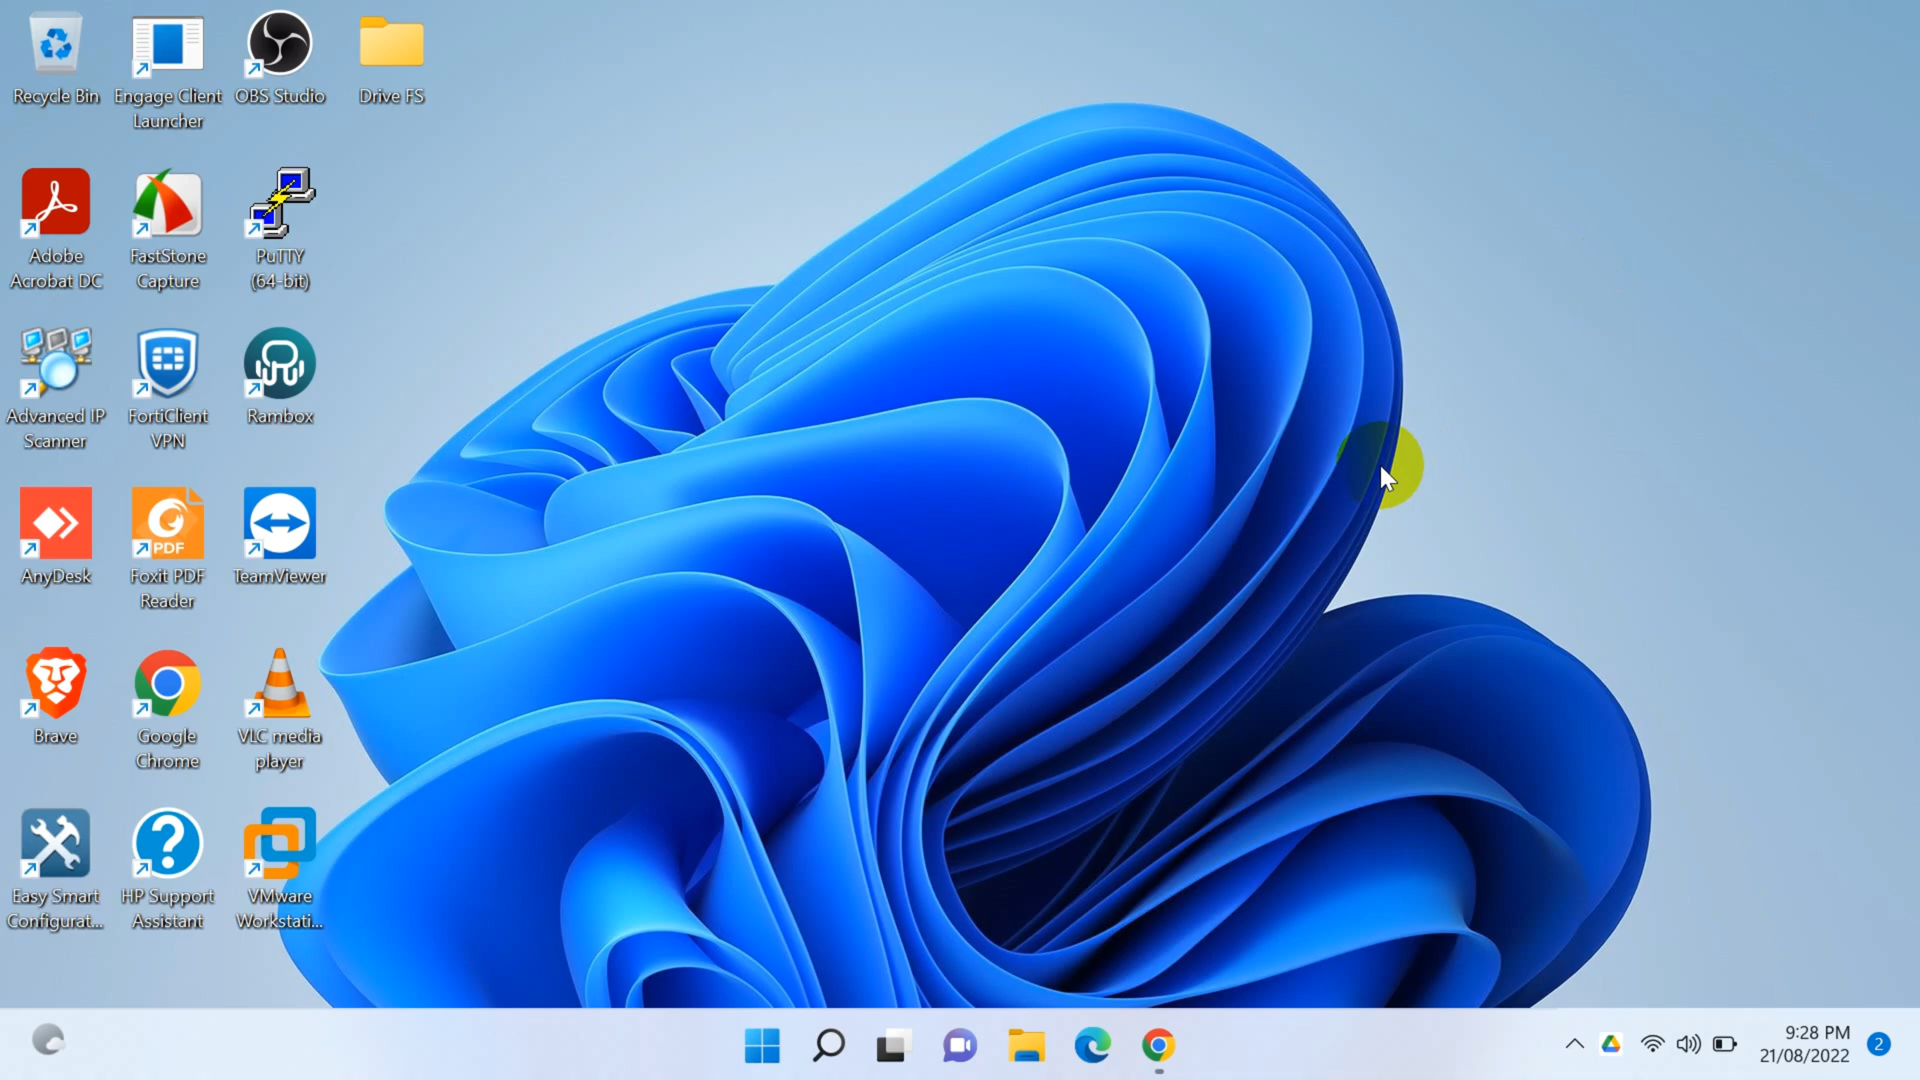 Recycle Bin
Engage Client
Launcher
OBS Studio
Drive FS
Adobe
Acrobat DC
FastStone
Capture
PuTTY
(64-bit)
Advanced IP
Scanner
FortiClient
VPN
Rambox
AnyDesk
PDF
Foxit PDF
Reader
TeamViewer
Brave
Google
Chrome
VLC media
player
Easy Smart
Configurat...
HP Support
Assistant
VMware
Workstati...
9:28 PM
21/08/2022
2